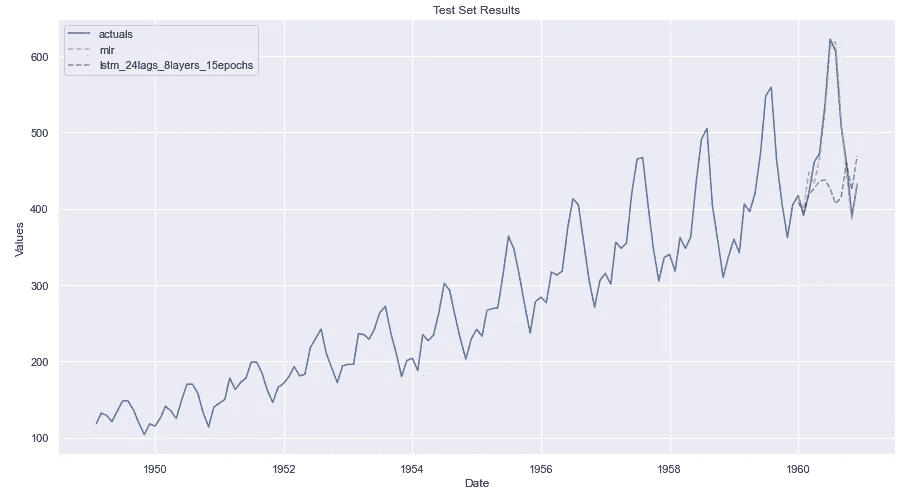 Test Set Results
actuals
mlr
lstm_24lags_8layers_15epochs
Values
600
500
400
300
200
100
1950
1952
1954
1956
1958
1960
Date